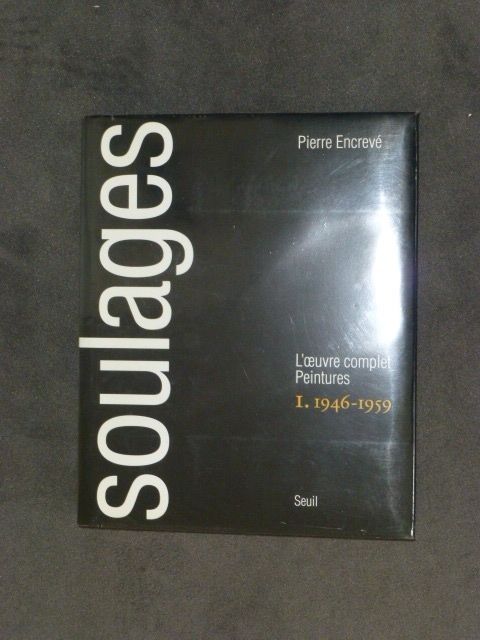 soulages
Pierre Encrevé
L'œuvre complet
Peintures
I. 1946-1959
Seuil